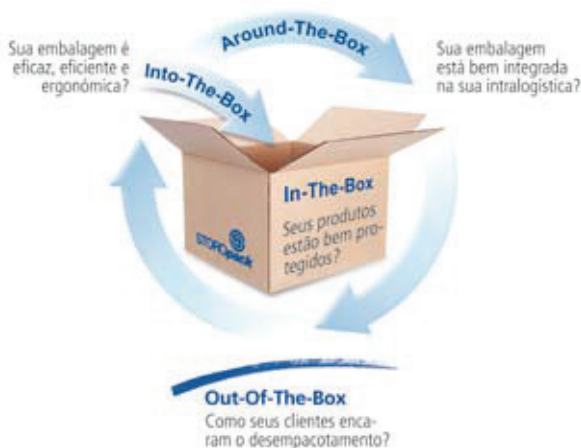 Around-The-Box
Sua embalagem é
eficaz, eficiente e
ergonómica?
Into-The-Box
Sua embalagem
está bem integrada
na sua intralogística?
In-The-Box
Seus produtos
estão bem pro-
tegidos?
STOROpack
Out-Of-The-Box
Como seus clientes enca-
ram o desempacotamento?